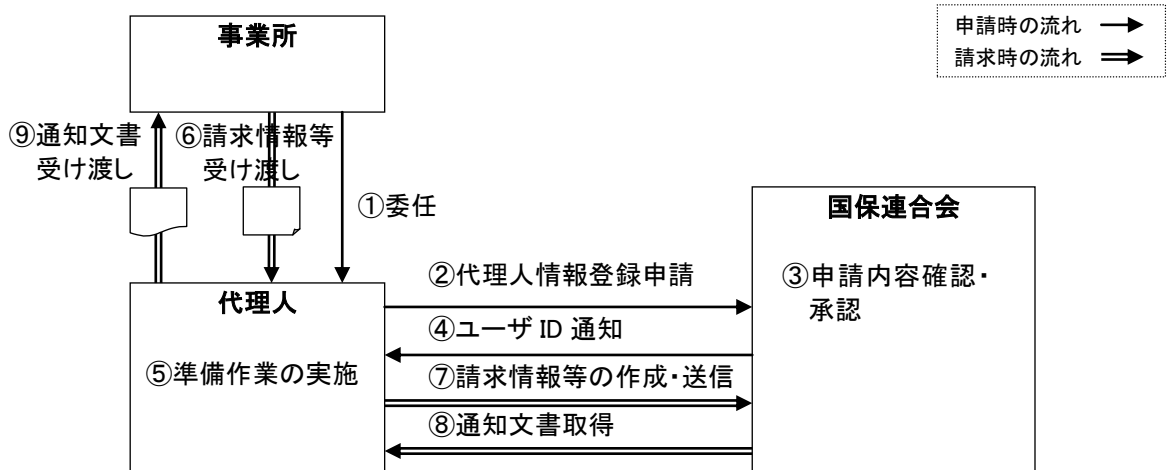 事業所
申請時の流れ
請求時の流れ
⑨通知文書
受け渡し
⑥請求情報等
受け渡し
①委任
国保連合会
②代理人情報登録申請
③申請内容確認・
承認
代理人
④ユーザ ID 通知
⑤準備作業の実施
⑦請求情報等の作成・送信
⑧通知文書取得